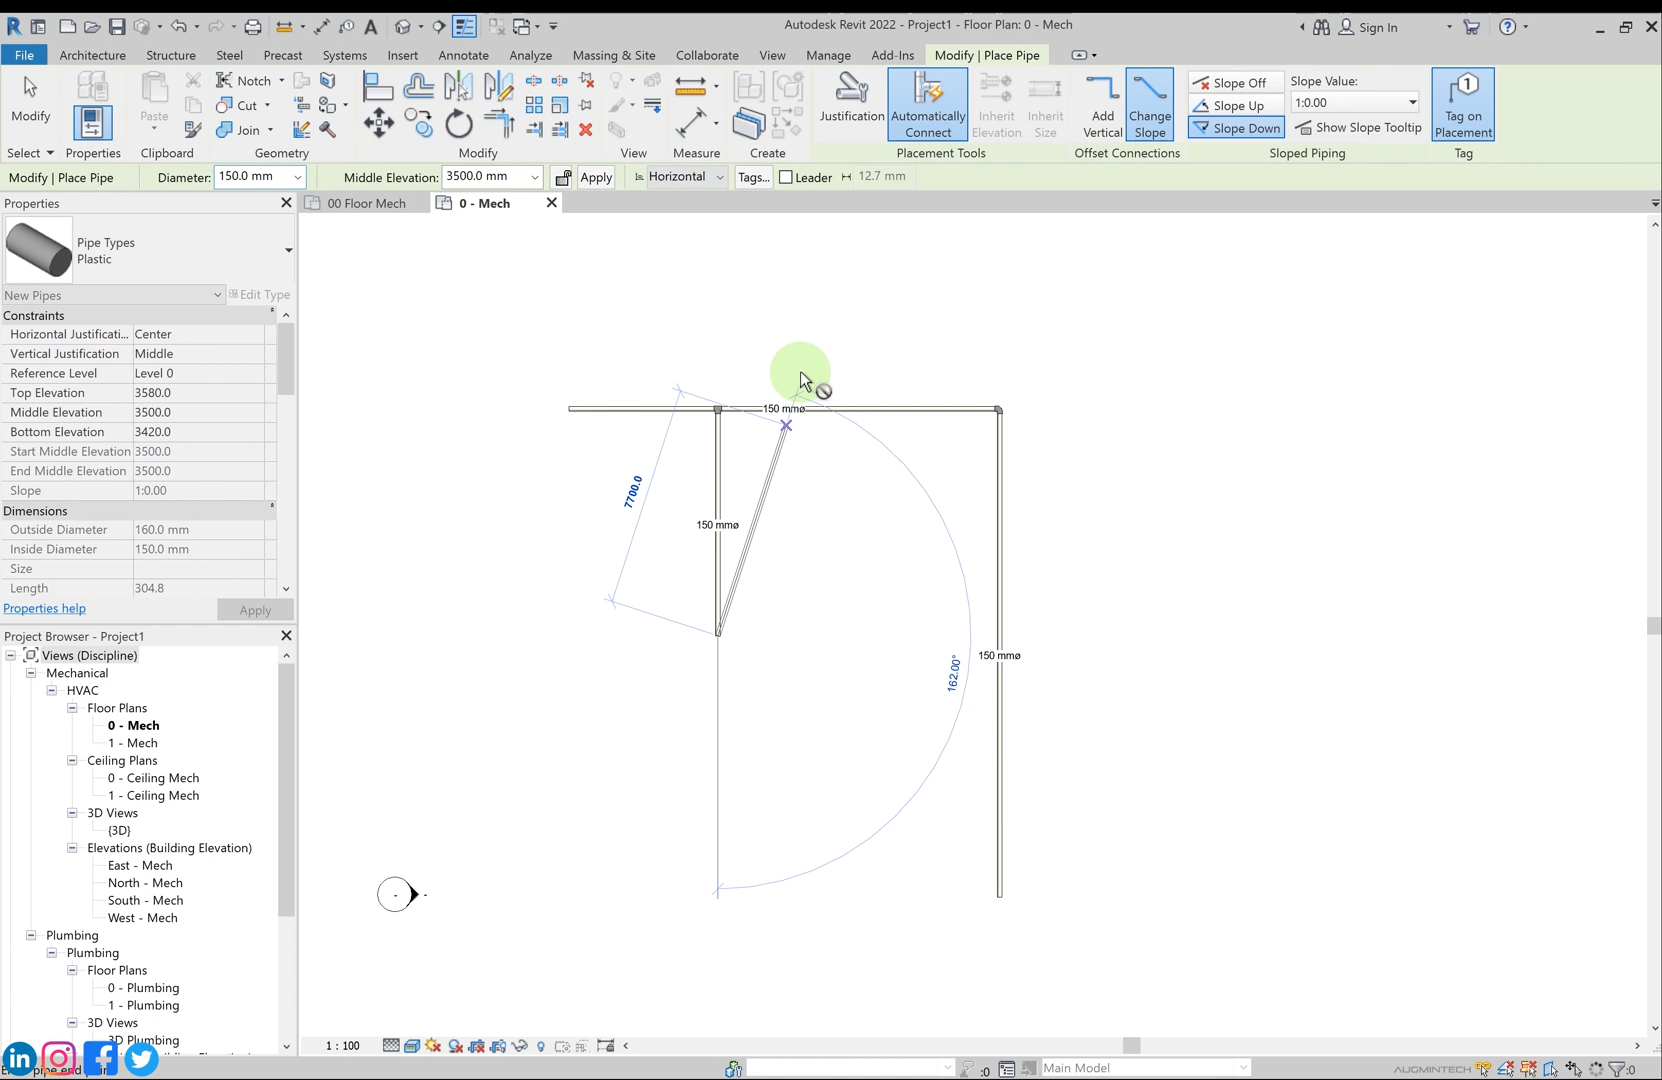 Autodesk Revit 2022 - Project1 - Floor Plan: 0 - Mech
Sign In
File Architecture Structure Steel Precast Systems Insert Annotate Analyze Massing & Site Collaborate View Manage Add-Ins Modify | Place Pipe
Modify
Select
Properties
Paste
Clipboard
Notch
Cut
Join
Geometry
Modify
View
Measure
Create
Justification
Automatically
Connect
Inherit
Elevation
Inherit
Size
Placement Tools
Add
Vertical
Change
Slope
Offset Connections
Slope Off
Slope Up
Slope Down
Slope Value:
1:0.00
Show Slope Tooltip
Sloped Piping
Tag on
Placement
Tag
Modify | Place Pipe Diameter: 150.0 mm Middle Elevation: 3500.0 mm Apply Horizontal Tags... Leader 12.7 mm
Properties
00 Floor Mech 0 - Mech
Pipe Types
Plastic
New Pipes Edit Type
Constraints
Horizontal Justificati... Center
Vertical Justification Middle
Reference Level Level 0
Top Elevation 3580.0
Middle Elevation 3500.0
Bottom Elevation 3420.0
Start Middle Elevation 3500.0
End Middle Elevation 3500.0
Slope 1:0.00
Dimensions
Outside Diameter 160.0 mm
Inside Diameter 150.0 mm
Size
Length 304.8
Properties help Apply
Project Browser - Project1
Views (Discipline)
Mechanical
HVAC
Floor Plans
0 - Mech
1 - Mech
Ceiling Plans
0 - Ceiling Mech
1 - Ceiling Mech
3D Views
{3D}
Elevations (Building Elevation)
East - Mech
North - Mech
South - Mech
West - Mech
Plumbing
Plumbing
Floor Plans
0 - Plumbing
1 - Plumbing
3D Views
3D Plumbing
150 mmø
7700.0
150 mmø
162.00°
150 mmø
1 : 100
:0
Main Model
AUGMINTECH
:0